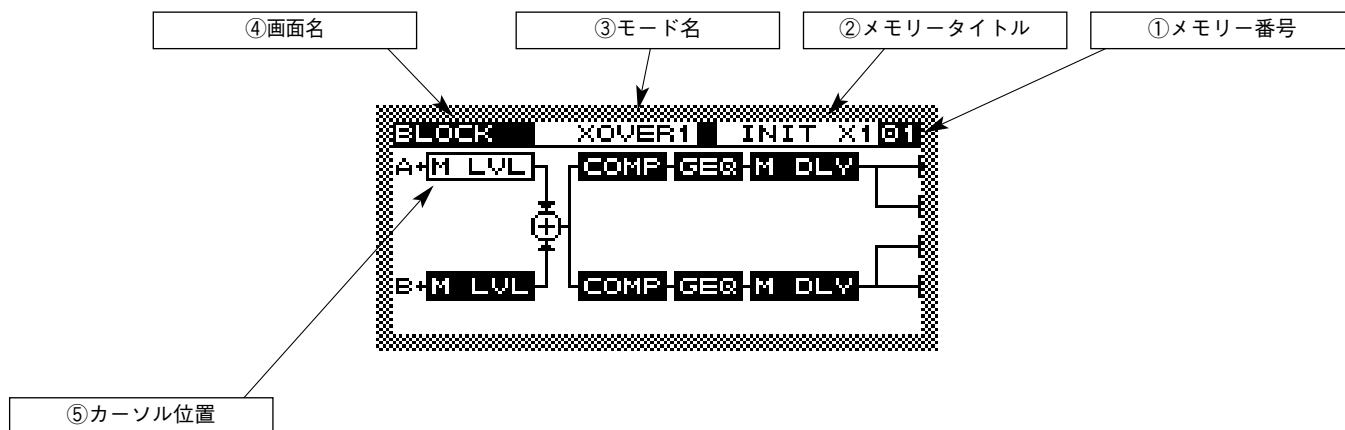 ④画面名
③モード名
②メモリータイトル
①メモリー番号
BLOCK XOVER1 INIT X1 01
A+ M LVL COMP GEQ M DLY
B+ M LVL COMP GEQ M DLY
⑤カーソル位置